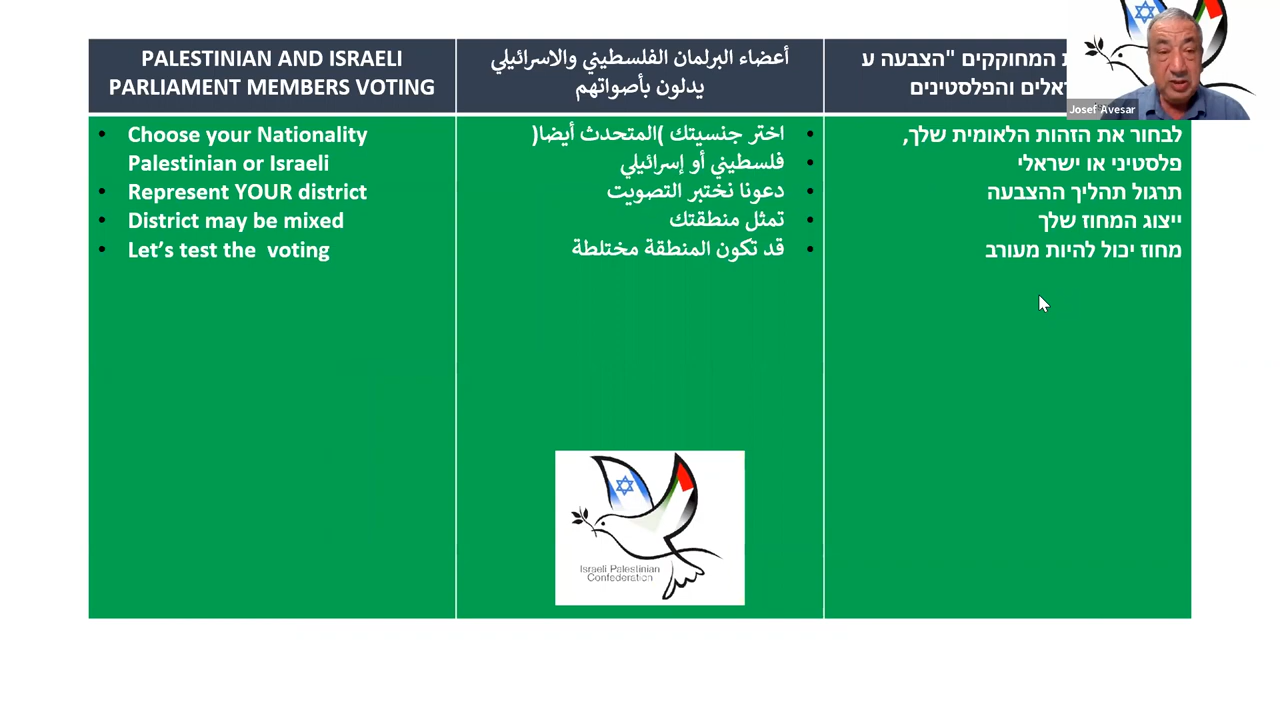 PALESTINIAN AND ISRAELI
PARLIAMENT MEMBERS VOTING
• Choose your Nationality
Palestinian or Israeli
• Represent YOUR district
• District may be mixed
• Let's test the voting
أعضاء البرلمان الفلسطيني والاسرائيلي
يدلون بأصواتهم
• اختر جنسيتك )المتحدث أيضا(
• فلسطيني أو إسرائيلي
• دعونا نختبر التصويت
• تمثل منطقتك
• قد تكون المنطقة مختلطة
המחוקקים "הצבעה ע
והפלסטינים
לבחור את הזהות הלאומית שלך,
פלסטיני או ישראלי
תרגול תהליך ההצבעה
ייצוג המחוז שלך
מחוז יכול להיות מעורב
Josef Avesar
Israeli Palestinian
Confederation